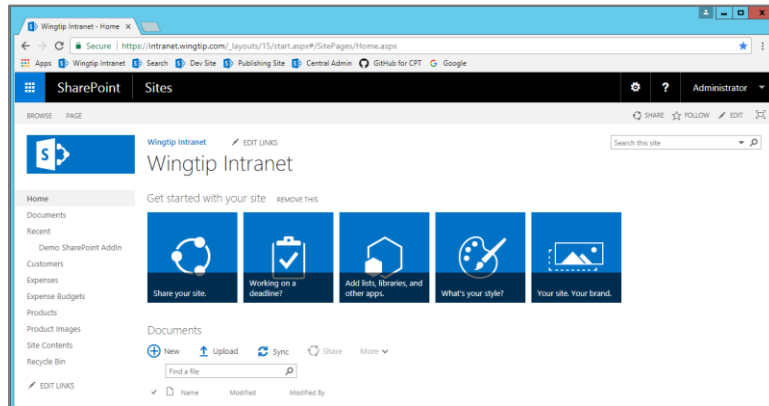 Wingtip Intranet - Home
Secure https://intranet.wingtip.com/_layouts/15/start.aspx#/SitePages/Home.aspx
Apps Wingtip Intranet Search Dev Site Publishing Site Central Admin GitHub for CPT Google
SharePoint Sites ? Administrator
BROWSE PAGE SHARE FOLLOW EDIT
S
Wingtip Intranet EDIT LINKS
Search this site
Wingtip Intranet
Home
Documents
Recent
Demo SharePoint Addin
Customers
Expenses
Expense Budgets
Products
Product Images
Site Contents
Recycle Bin
EDIT LINKS
Get started with your site REMOVE THIS
Share your site.
Working on a
deadline?
Add lists, libraries, and
other apps.
What's your style?
Your site. Your brand.
Documents
New Upload Sync Share More
Find a file
Name Modified Modified By